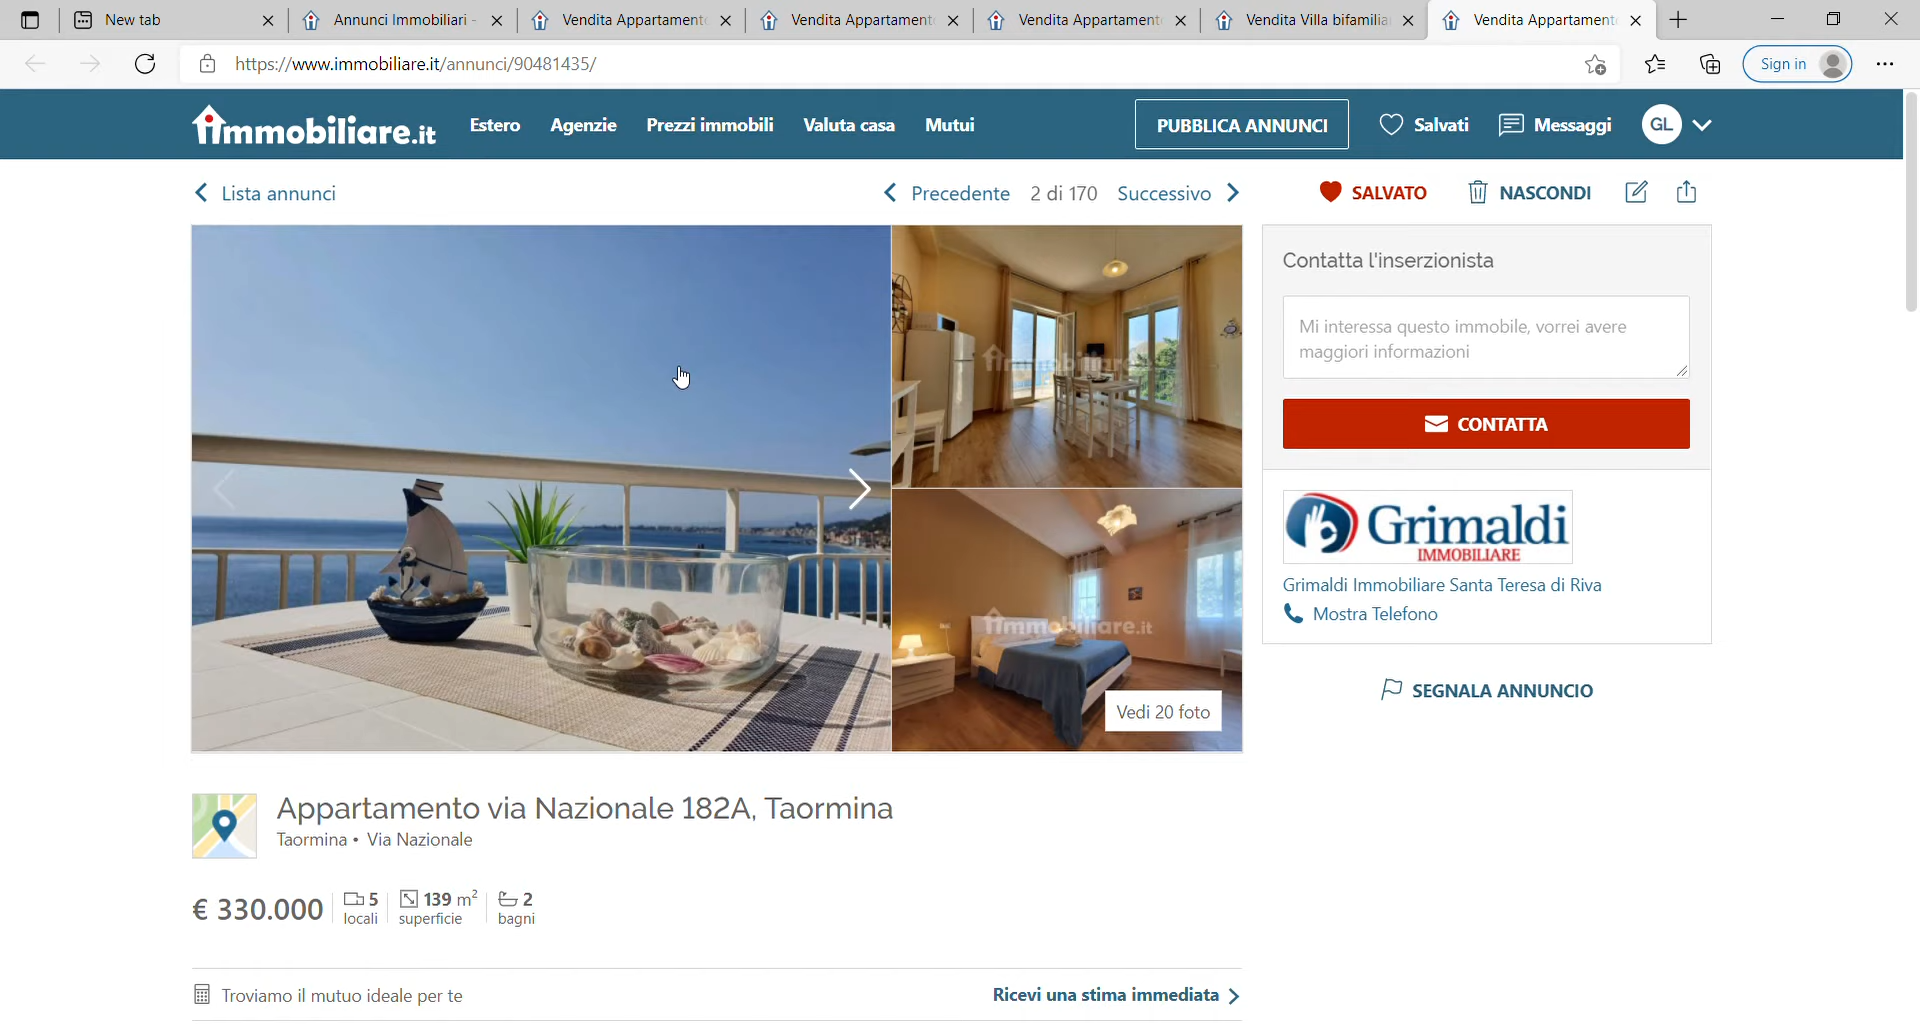 New tab
Annunci Immobiliari -
Vendita Appartament
Vendita Appartament
Vendita Appartament
Vendita Villa bifamilia
Vendita Appartament
https://www.immobiliare.it/annunci/90481435/
Sign in
immobiliare.it
Estero
Agenzie
Prezzi immobili
Valuta casa
Mutui
PUBBLICA ANNUNCI
Salvati
Messaggi
GL
Lista annunci
Precedente
2 di 170
Successivo
SALVATO
NASCONDI
Contatta l'inserzionista
Mi interessa questo immobile, vorrei avere
maggiori informazioni
CONTATTA
immobiliare.it
Grimaldi
IMMOBILIARE
Grimaldi Immobiliare Santa Teresa di Riva
Mostra Telefono
immobiliare.it
Vedi 20 foto
SEGNALA ANNUNCIO
Appartamento via Nazionale 182A, Taormina
Taormina • Via Nazionale
€ 330.000
5
locali
139 m²
superficie
2
bagni
Troviamo il mutuo ideale per te
Ricevi una stima immediata